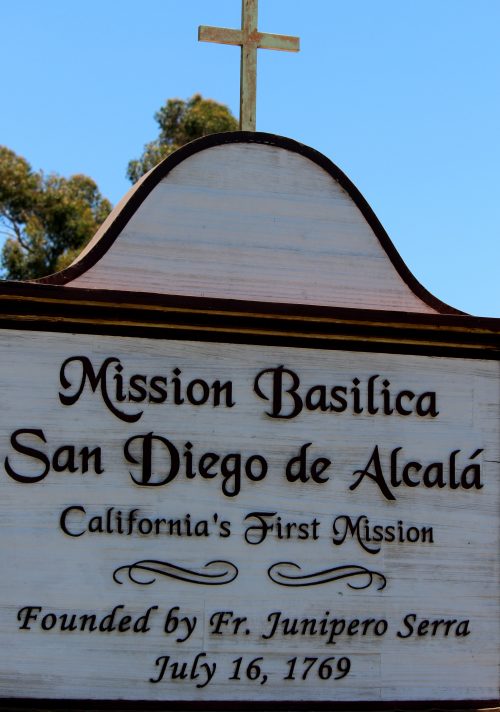 Mission Basilica
San Diego de Alcalá
California's First Mission
Founded by Fr. Junipero Serra
July 16, 1769